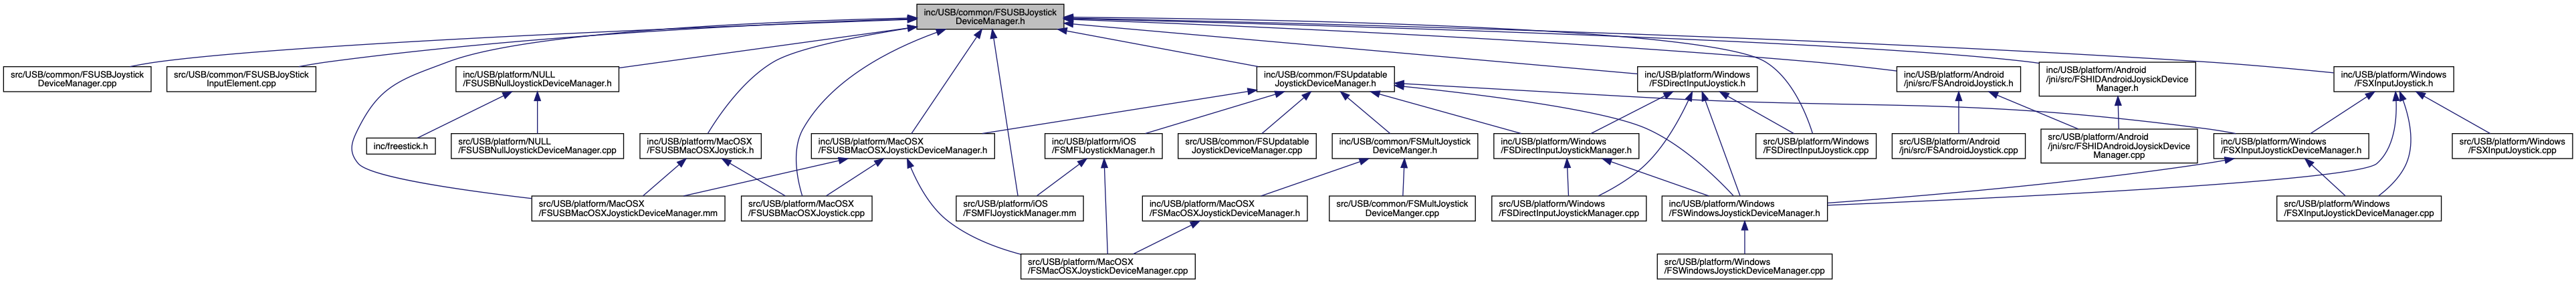 inc/USB/common/FSUSBJoystick
DeviceManager.h
src/USB/common/FSUSBJoystick
DeviceManager.cpp
src/USB/common/FSUSBJoyStick
InputElement.cpp
inc/USB/platform/NULL
/FSUSBNullJoystickDeviceManager.h
inc/USB/common/FSUpdatable
JoystickDeviceManager.h
inc/USB/platform/Windows
/FSDirectInputJoystick.h
inc/USB/platform/Android
/jni/src/FSAndroidJoystick.h
inc/USB/platform/Android
/jni/src/FSHIDAndroidJoysickDevice
Manager.h
inc/USB/platform/Windows
/FSXInputJoystick.h
inc/freestick.h
src/USB/platform/NULL
/FSUSBNullJoystickDeviceManager.cpp
inc/USB/platform/MacOSX
/FSUSBMacOSXJoystick.h
inc/USB/platform/MacOSX
/FSUSBMacOSXJoystickDeviceManager.h
inc/USB/platform/iOS
/FSMFIJoystickManager.h
src/USB/common/FSUpdatable
JoystickDeviceManager.cpp
inc/USB/common/FSMultJoystick
DeviceManger.h
inc/USB/platform/Windows
/FSDirectInputJoystickManager.h
src/USB/platform/Windows
/FSDirectInputJoystick.cpp
src/USB/platform/Android
/jni/src/FSAndroidJoystick.cpp
src/USB/platform/Android
/jni/src/FSHIDAndroidJoysickDevice
Manager.cpp
inc/USB/platform/Windows
/FSXInputJoystickDeviceManager.h
src/USB/platform/Windows
/FSXInputJoystick.cpp
src/USB/platform/MacOSX
/FSUSBMacOSXJoystickDeviceManager.mm
src/USB/platform/MacOSX
/FSUSBMacOSXJoystick.cpp
src/USB/platform/iOS
/FSMFIJoystickManager.mm
inc/USB/platform/MacOSX
/FSMacOSXJoystickDeviceManager.h
src/USB/common/FSMultJoystick
DeviceManger.cpp
src/USB/platform/Windows
/FSDirectInputJoystickManager.cpp
inc/USB/platform/Windows
/FSWindowsJoystickDeviceManager.h
src/USB/platform/Windows
/FSXInputJoystickDeviceManager.cpp
src/USB/platform/MacOSX
/FSMacOSXJoystickDeviceManager.cpp
src/USB/platform/Windows
/FSWindowsJoystickDeviceManager.cpp